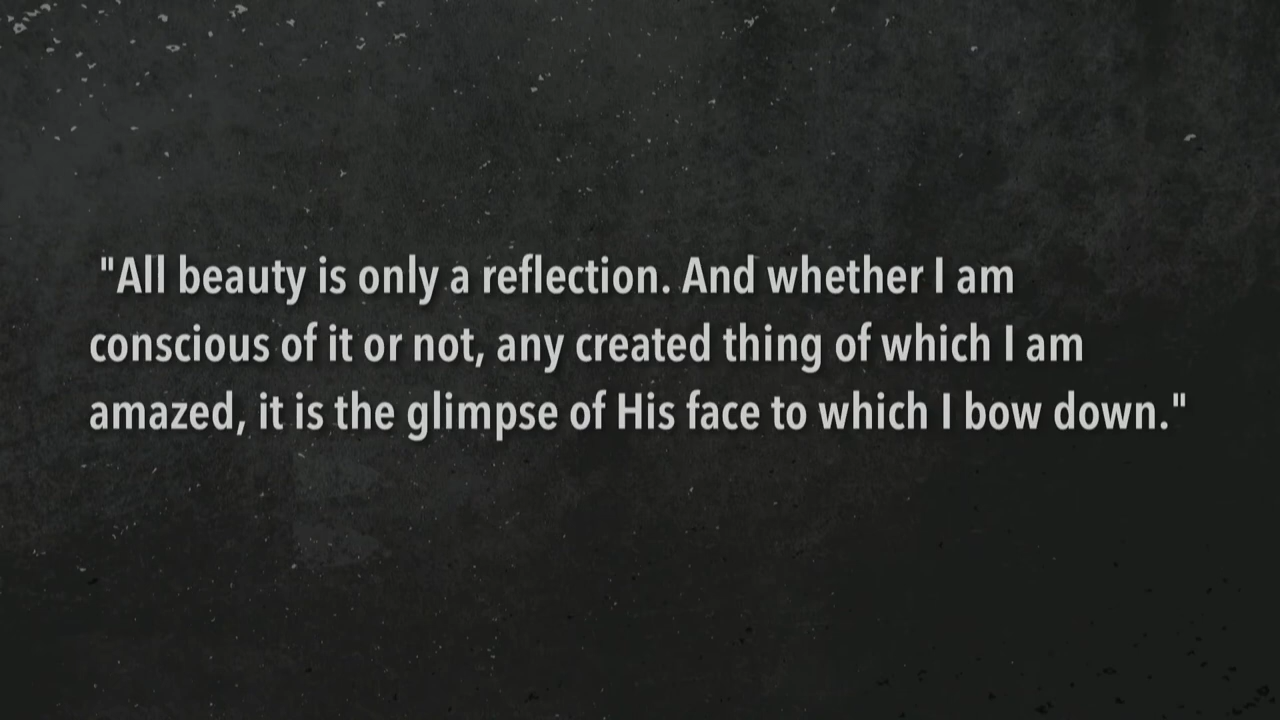 "All beauty is only a reflection. And whether I am
conscious of it or not, any created thing of which I am
amazed, it is the glimpse of His face to which I bow down."